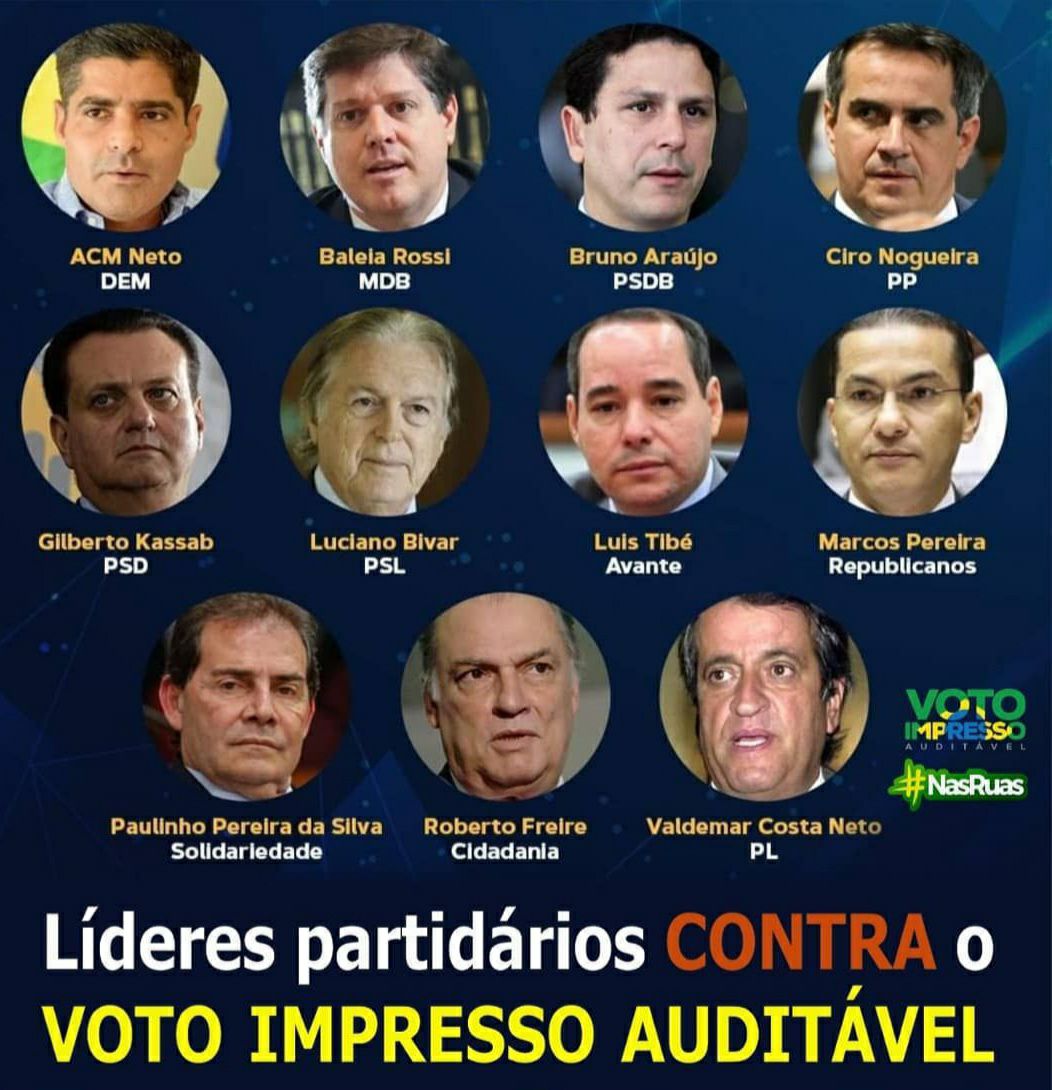 ACM Neto
DEM
Baleia Rossi
MDB
Bruno Araújo
PSDB
Ciro Nogueira
PP
Gilberto Kassab
PSD
Luciano Bivar
PSL
Luis Tibé
Avante
Marcos Pereira
Republicanos
Paulinho Pereira da Silva
Solidariedade
Roberto Freire
Cidadania
Valdemar Costa Neto
PL
VOTO
IMPRESSO
AUDITÁVEL
#NasRuas
Líderes partidários CONTRA o
VOTO IMPRESSO AUDITÁVEL